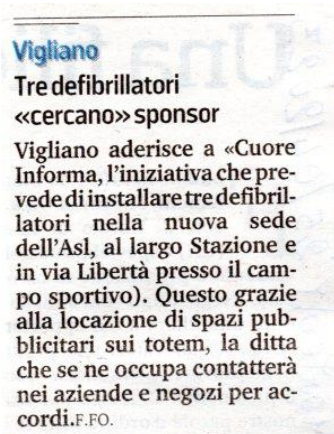 Vigliano
Tre defibrillatori
«cercano» sponsor
Vigliano aderisce a «Cuore
Informa, l'iniziativa che pre-
vede di installare tre defibril-
latori nella nuova sede
dell'Asl, al largo Stazione e
in via Libertà presso il cam-
po sportivo). Questo grazie
alla locazione di spazi pub-
blicitari sui totem, la ditta
che se ne occupa contatterà
nei aziende e negozi per ac-
cordi.F.FO.